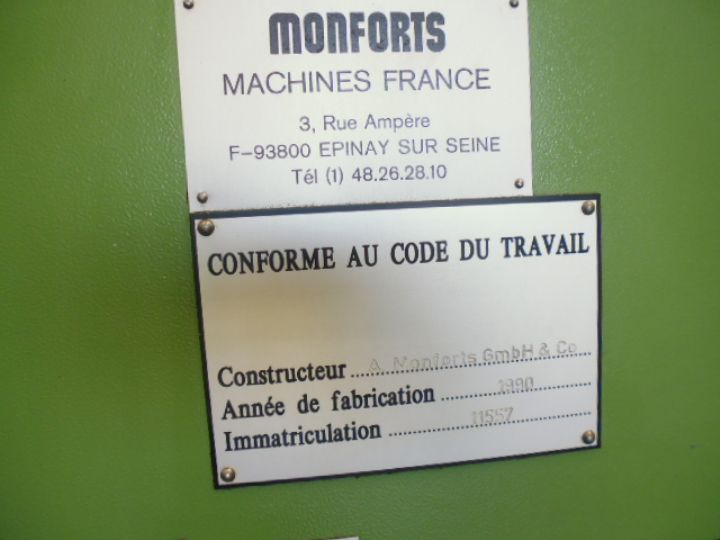 MONFORTS
MACHINES FRANCE
3, Rue Ampère
F-93800 EPINAY SUR SEINE
Tél (1) 48.26.28.10
CONFORME AU CODE DU TRAVAIL
Constructeur A. Monforts GmbH & Co
Année de fabrication 1990
Immatriculation 11557